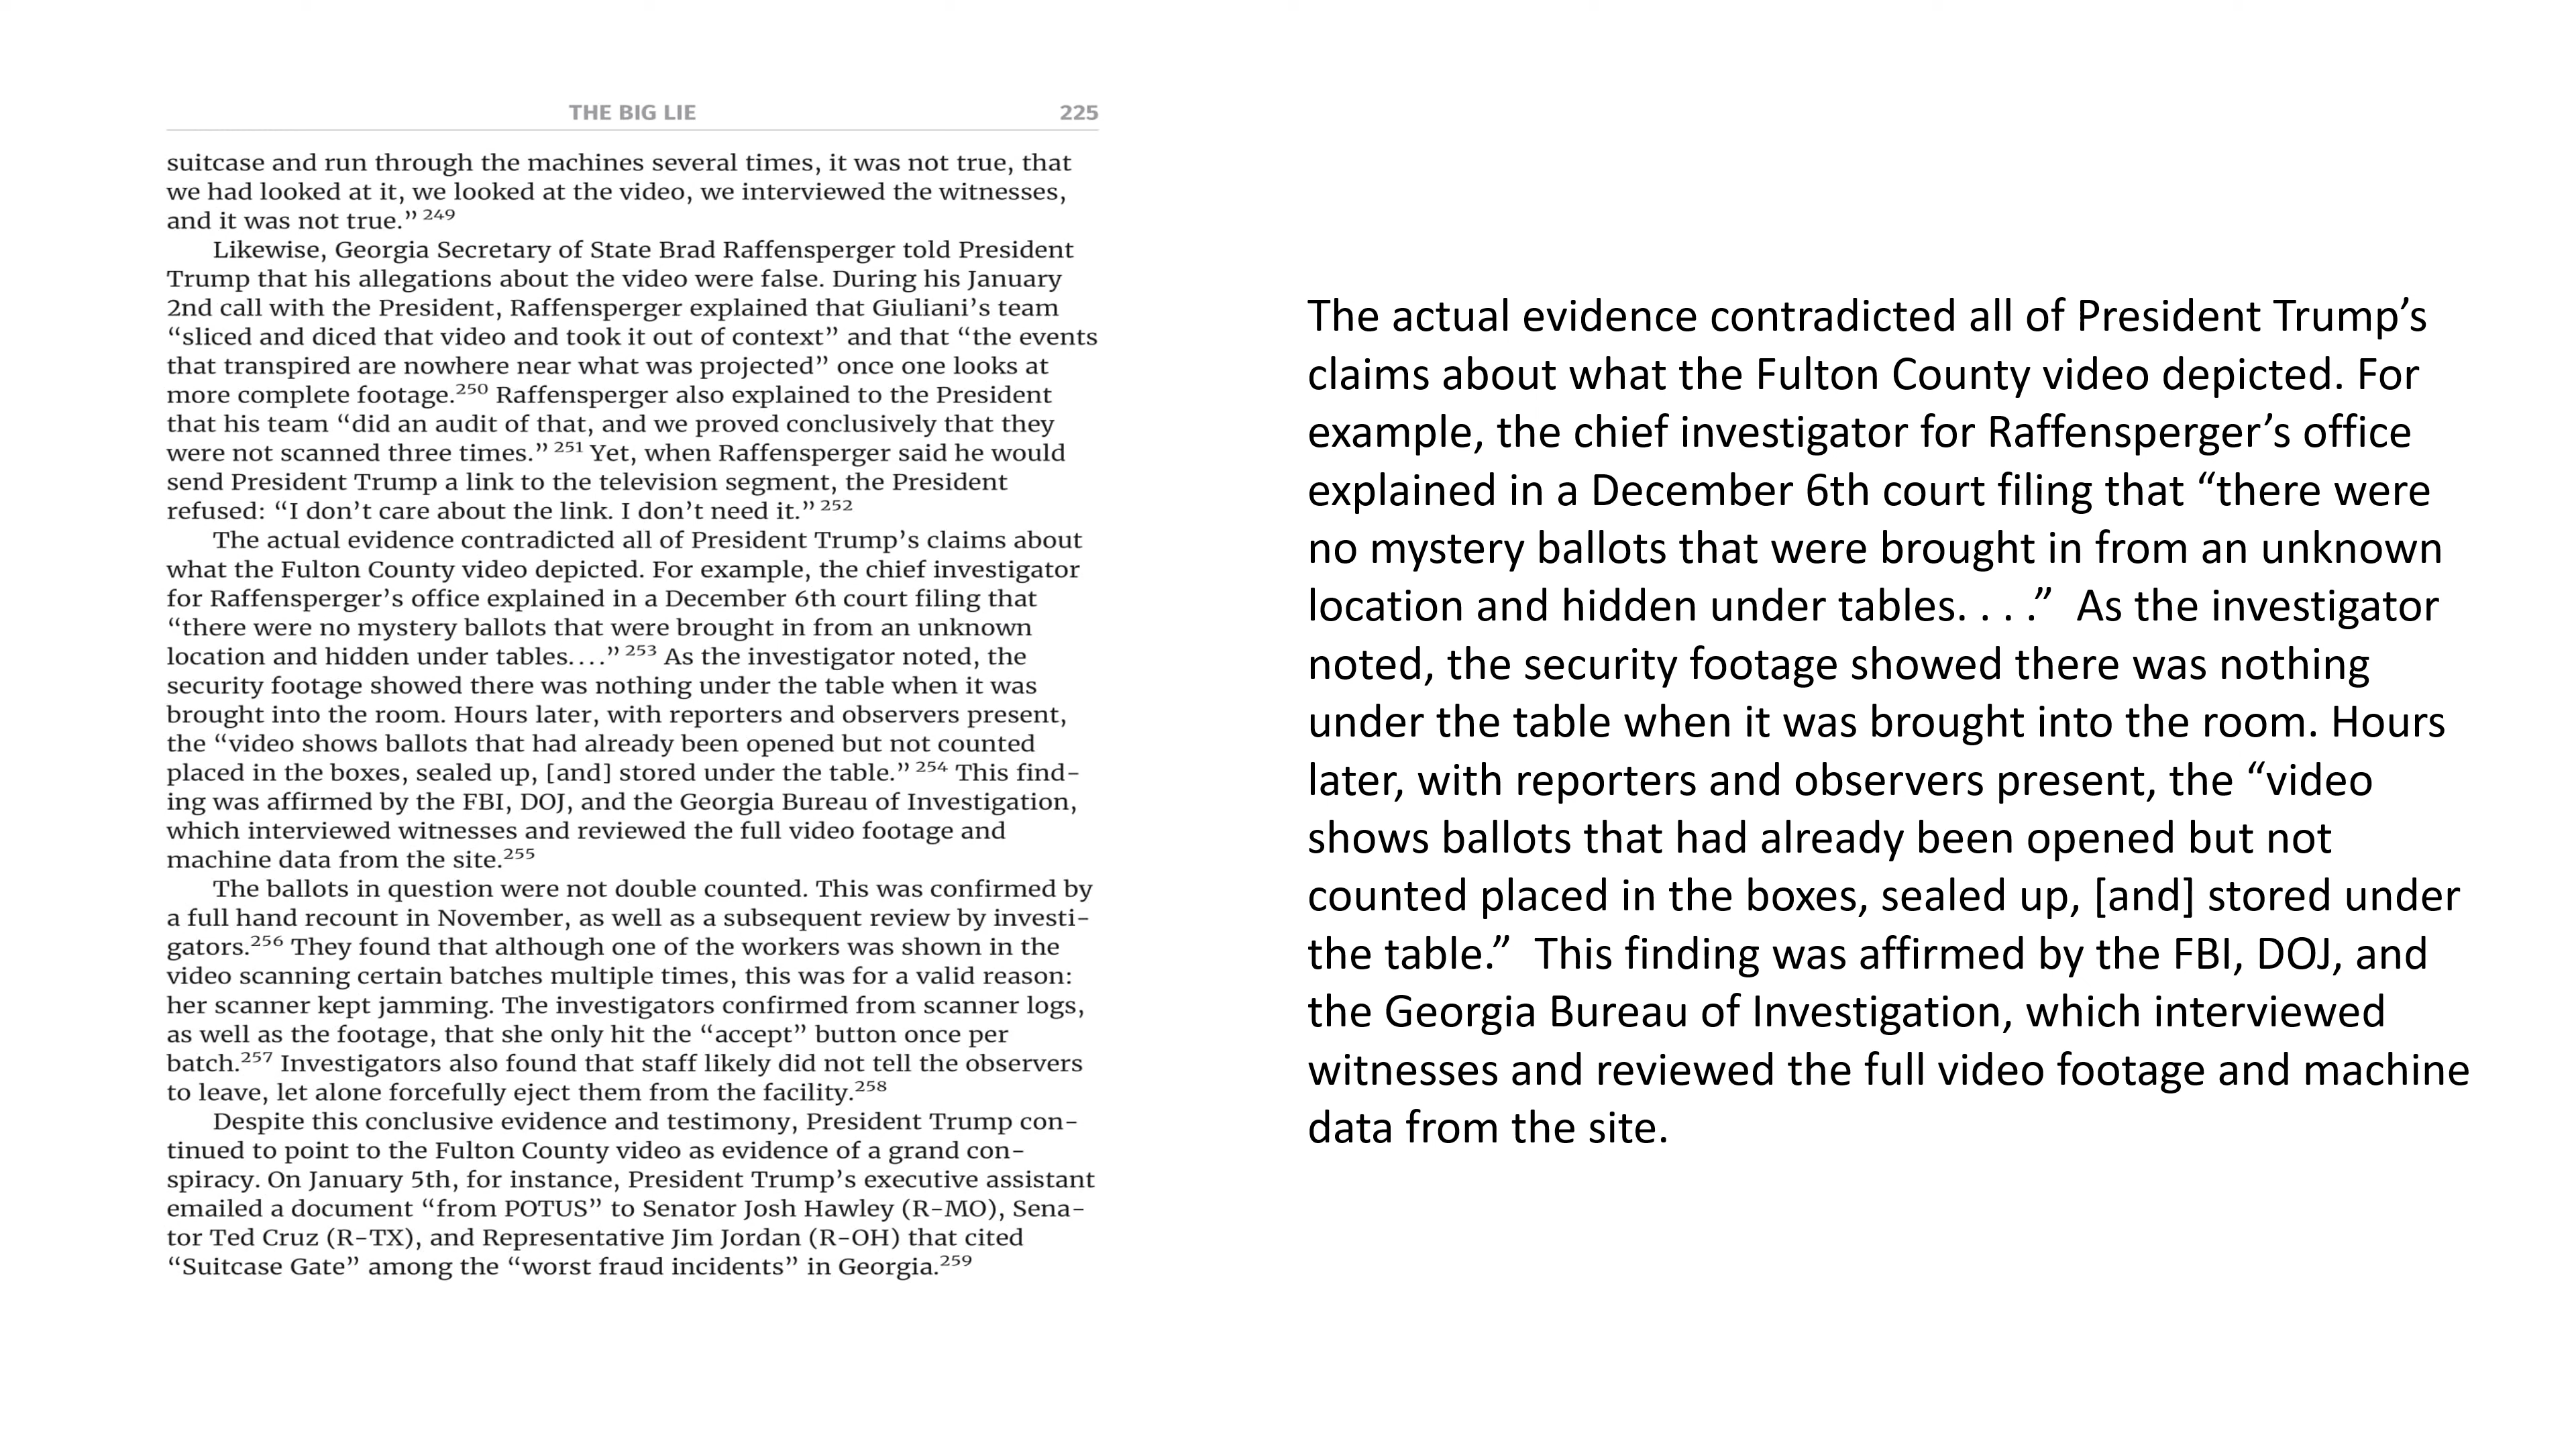 THE BIG LIE 225
suitcase and run through the machines several times, it was not true, that
we had looked at it, we looked at the video, we interviewed the witnesses,
and it was not true.” 249
Likewise, Georgia Secretary of State Brad Raffensperger told President
Trump that his allegations about the video were false. During his January
2nd call with the President, Raffensperger explained that Giuliani’s team
“sliced and diced that video and took it out of context” and that “the events
that transpired are nowhere near what was projected” once one looks at
more complete footage.250 Raffensperger also explained to the President
that his team “did an audit of that, and we proved conclusively that they
were not scanned three times.” 251 Yet, when Raffensperger said he would
send President Trump a link to the television segment, the President
refused: “I don’t care about the link. I don’t need it.” 252
The actual evidence contradicted all of President Trump’s claims about
what the Fulton County video depicted. For example, the chief investigator
for Raffensperger’s office explained in a December 6th court filing that
“there were no mystery ballots that were brought in from an unknown
location and hidden under tables....” 253 As the investigator noted, the
security footage showed there was nothing under the table when it was
brought into the room. Hours later, with reporters and observers present,
the “video shows ballots that had already been opened but not counted
placed in the boxes, sealed up, [and] stored under the table.” 254 This find-
ing was affirmed by the FBI, DOJ, and the Georgia Bureau of Investigation,
which interviewed witnesses and reviewed the full video footage and
machine data from the site.255
The ballots in question were not double counted. This was confirmed by
a full hand recount in November, as well as a subsequent review by investi-
gators.256 They found that although one of the workers was shown in the
video scanning certain batches multiple times, this was for a valid reason:
her scanner kept jamming. The investigators confirmed from scanner logs,
as well as the footage, that she only hit the “accept” button once per
batch.257 Investigators also found that staff likely did not tell the observers
to leave, let alone forcefully eject them from the facility.258
Despite this conclusive evidence and testimony, President Trump con-
tinued to point to the Fulton County video as evidence of a grand con-
spiracy. On January 5th, for instance, President Trump’s executive assistant
emailed a document “from POTUS” to Senator Josh Hawley (R-MO), Sena-
tor Ted Cruz (R-TX), and Representative Jim Jordan (R-OH) that cited
“Suitcase Gate” among the “worst fraud incidents” in Georgia.259
The actual evidence contradicted all of President Trump’s
claims about what the Fulton County video depicted. For
example, the chief investigator for Raffensperger’s office
explained in a December 6th court filing that “there were
no mystery ballots that were brought in from an unknown
location and hidden under tables. . . .”  As the investigator
noted, the security footage showed there was nothing
under the table when it was brought into the room. Hours
later, with reporters and observers present, the “video
shows ballots that had already been opened but not
counted placed in the boxes, sealed up, [and] stored under
the table.”  This finding was affirmed by the FBI, DOJ, and
the Georgia Bureau of Investigation, which interviewed
witnesses and reviewed the full video footage and machine
data from the site.